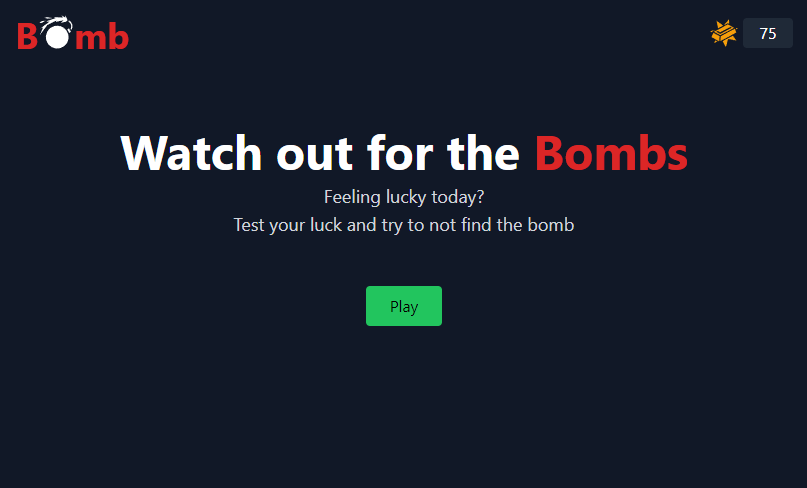 Bomb
75
Watch out for the Bombs
Feeling lucky today?
Test your luck and try to not find the bomb
Play